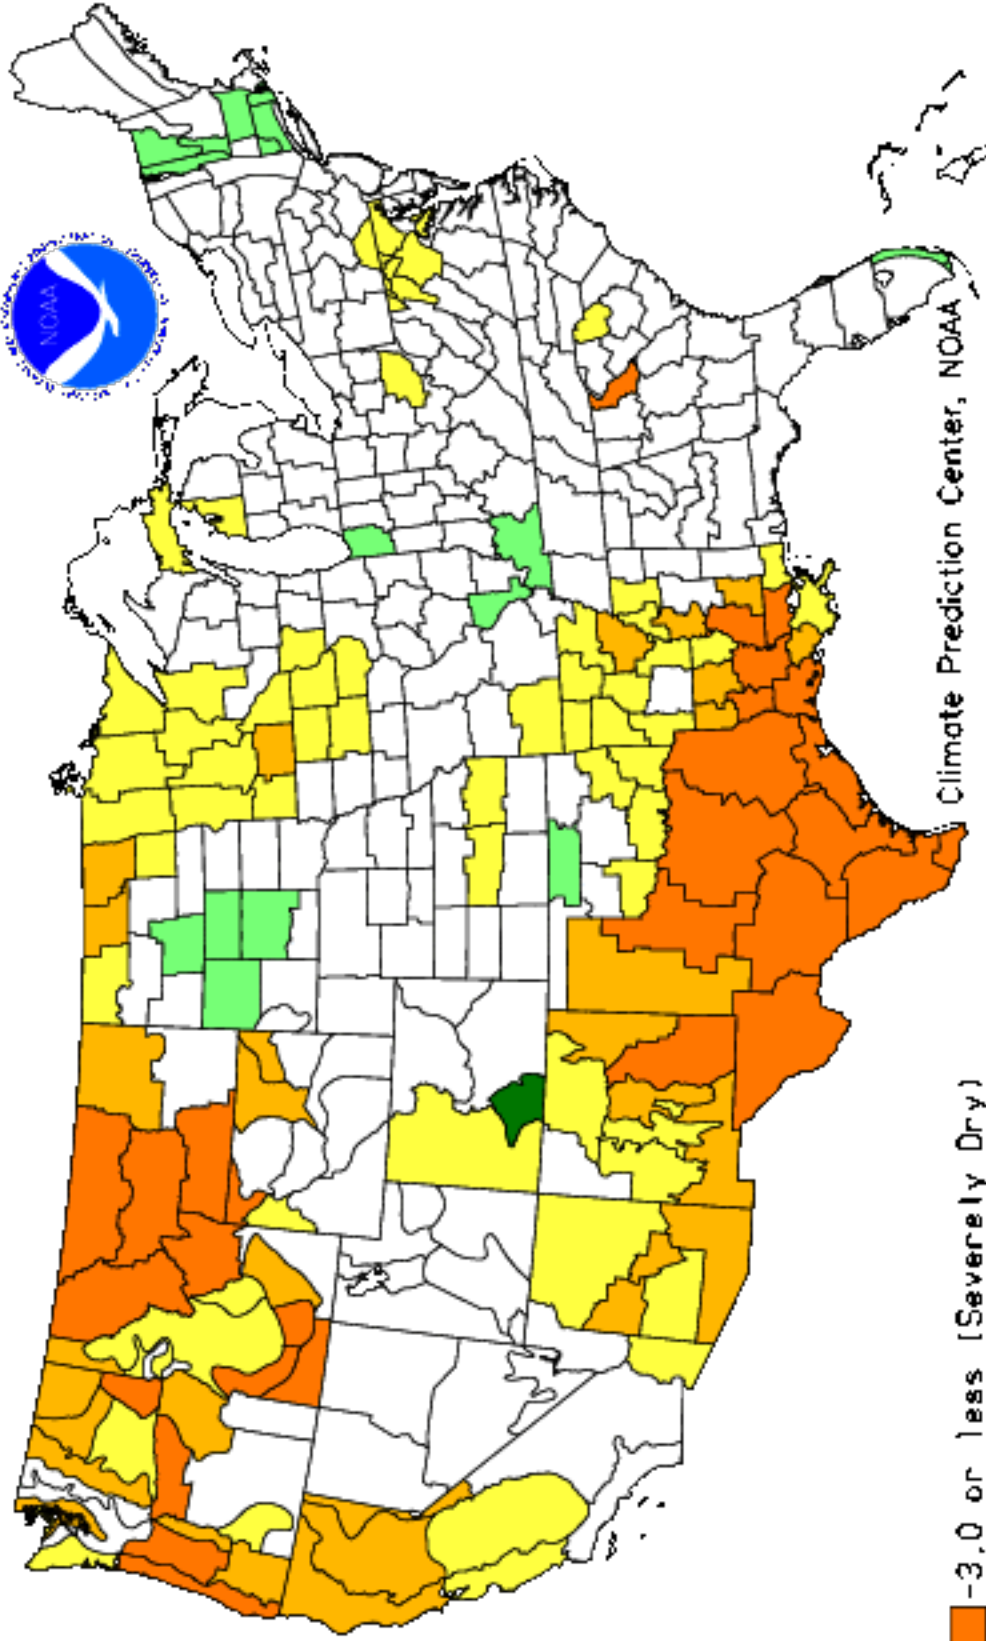 NOAA
Climate Prediction Center, NOAA
-3.0 or less (Severely Dry)